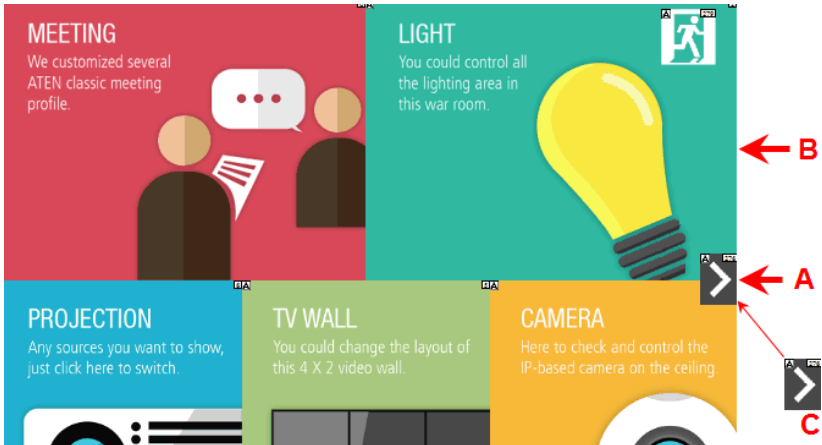 MEETING
We customized several
ATEN classic meeting
profile.
LIGHT
You could control all
the lighting area in
this war room.
B
A
PROJECTION
Any sources you want to show,
just click here to switch.
TV WALL
You could change the layout of
this 4 X 2 video wall.
CAMERA
Here to check and control the
IP-based camera on the ceiling.
C